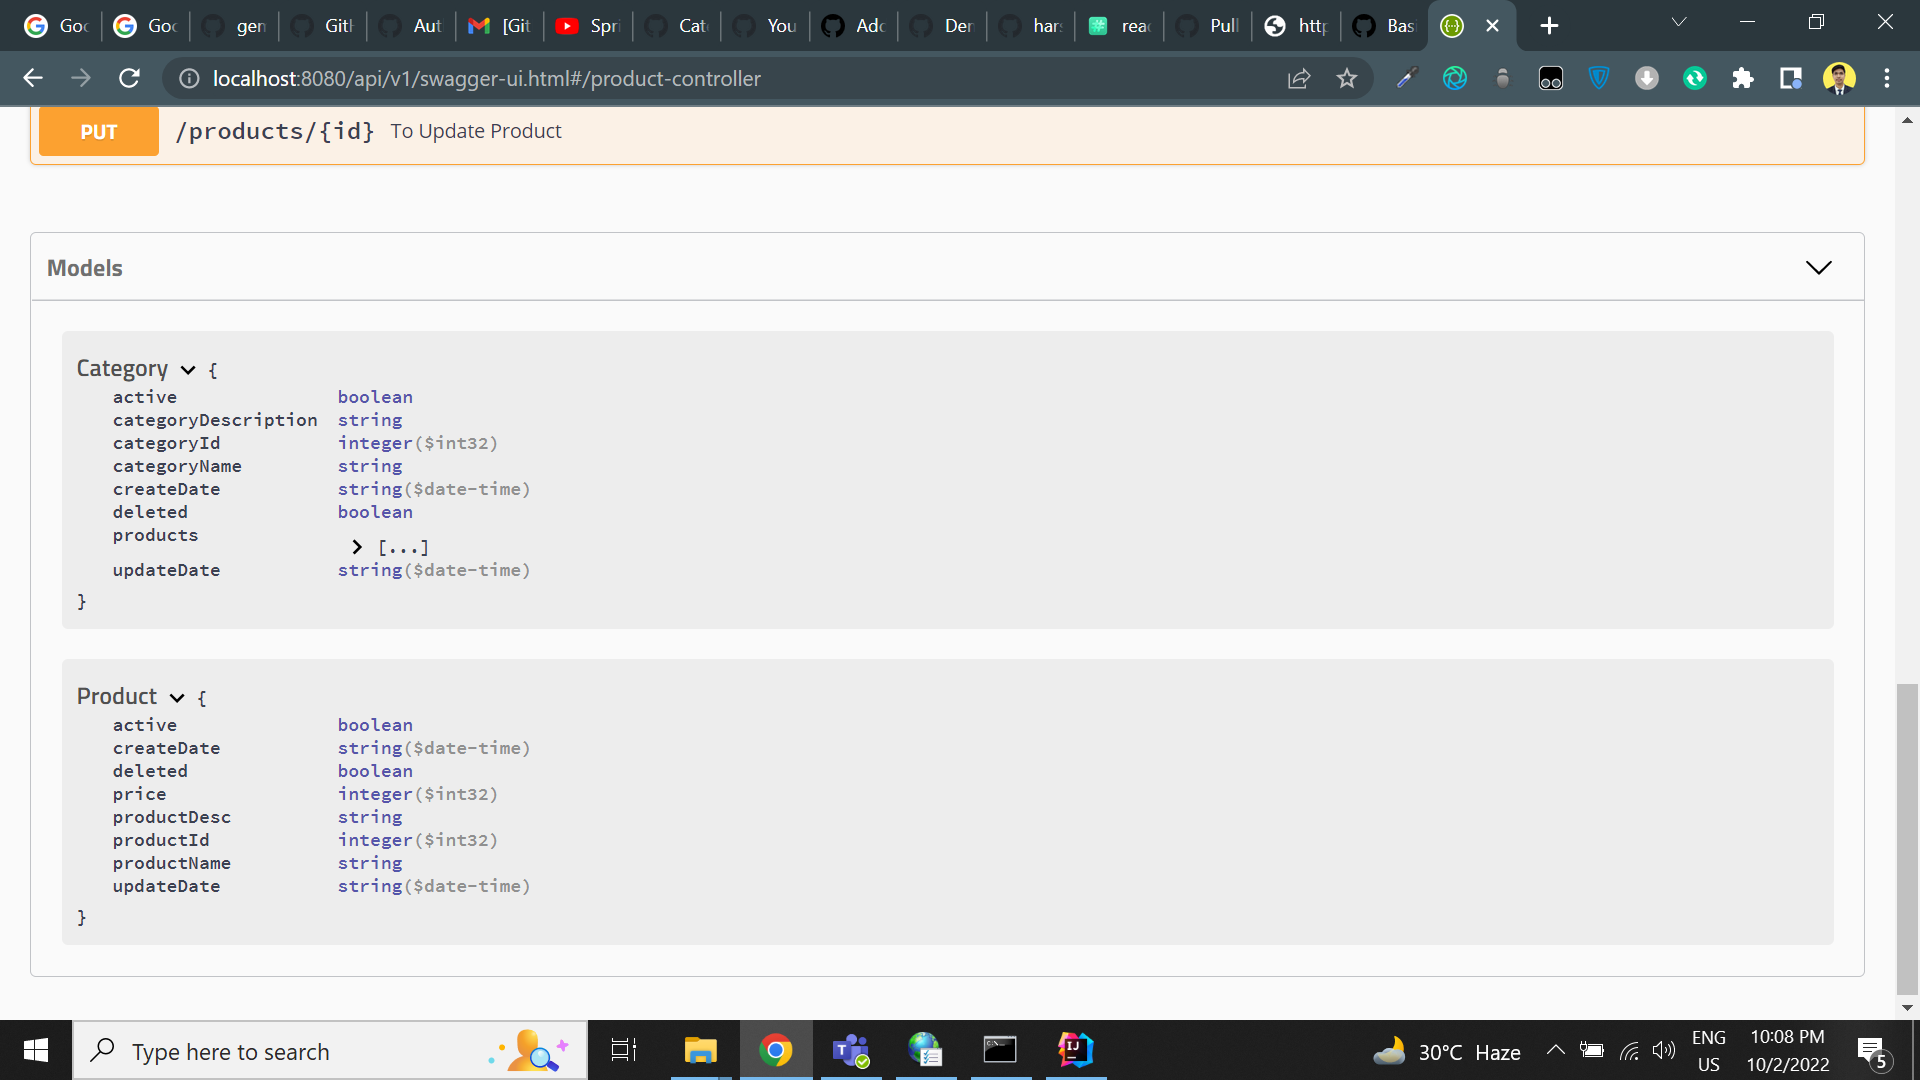 Goo
Goo
gen
Gith
Aut
[Git
Spri
Cat
You
Adc
Der
har
reac
Pull
http
Basi
localhost:8080/api/v1/swagger-ui.html#/product-controller
PUT /products/{id} To Update Product
Models
Category {
active boolean
categoryDescription string
categoryId integer($int32)
categoryName string
createDate string($date-time)
deleted boolean
products
[...]
updateDate string($date-time)
}
Product {
active boolean
createDate string($date-time)
deleted boolean
price integer($int32)
productDesc string
productId integer($int32)
productName string
updateDate string($date-time)
}
Type here to search
30°C Haze
ENG
US
10:08 PM
10/2/2022
5